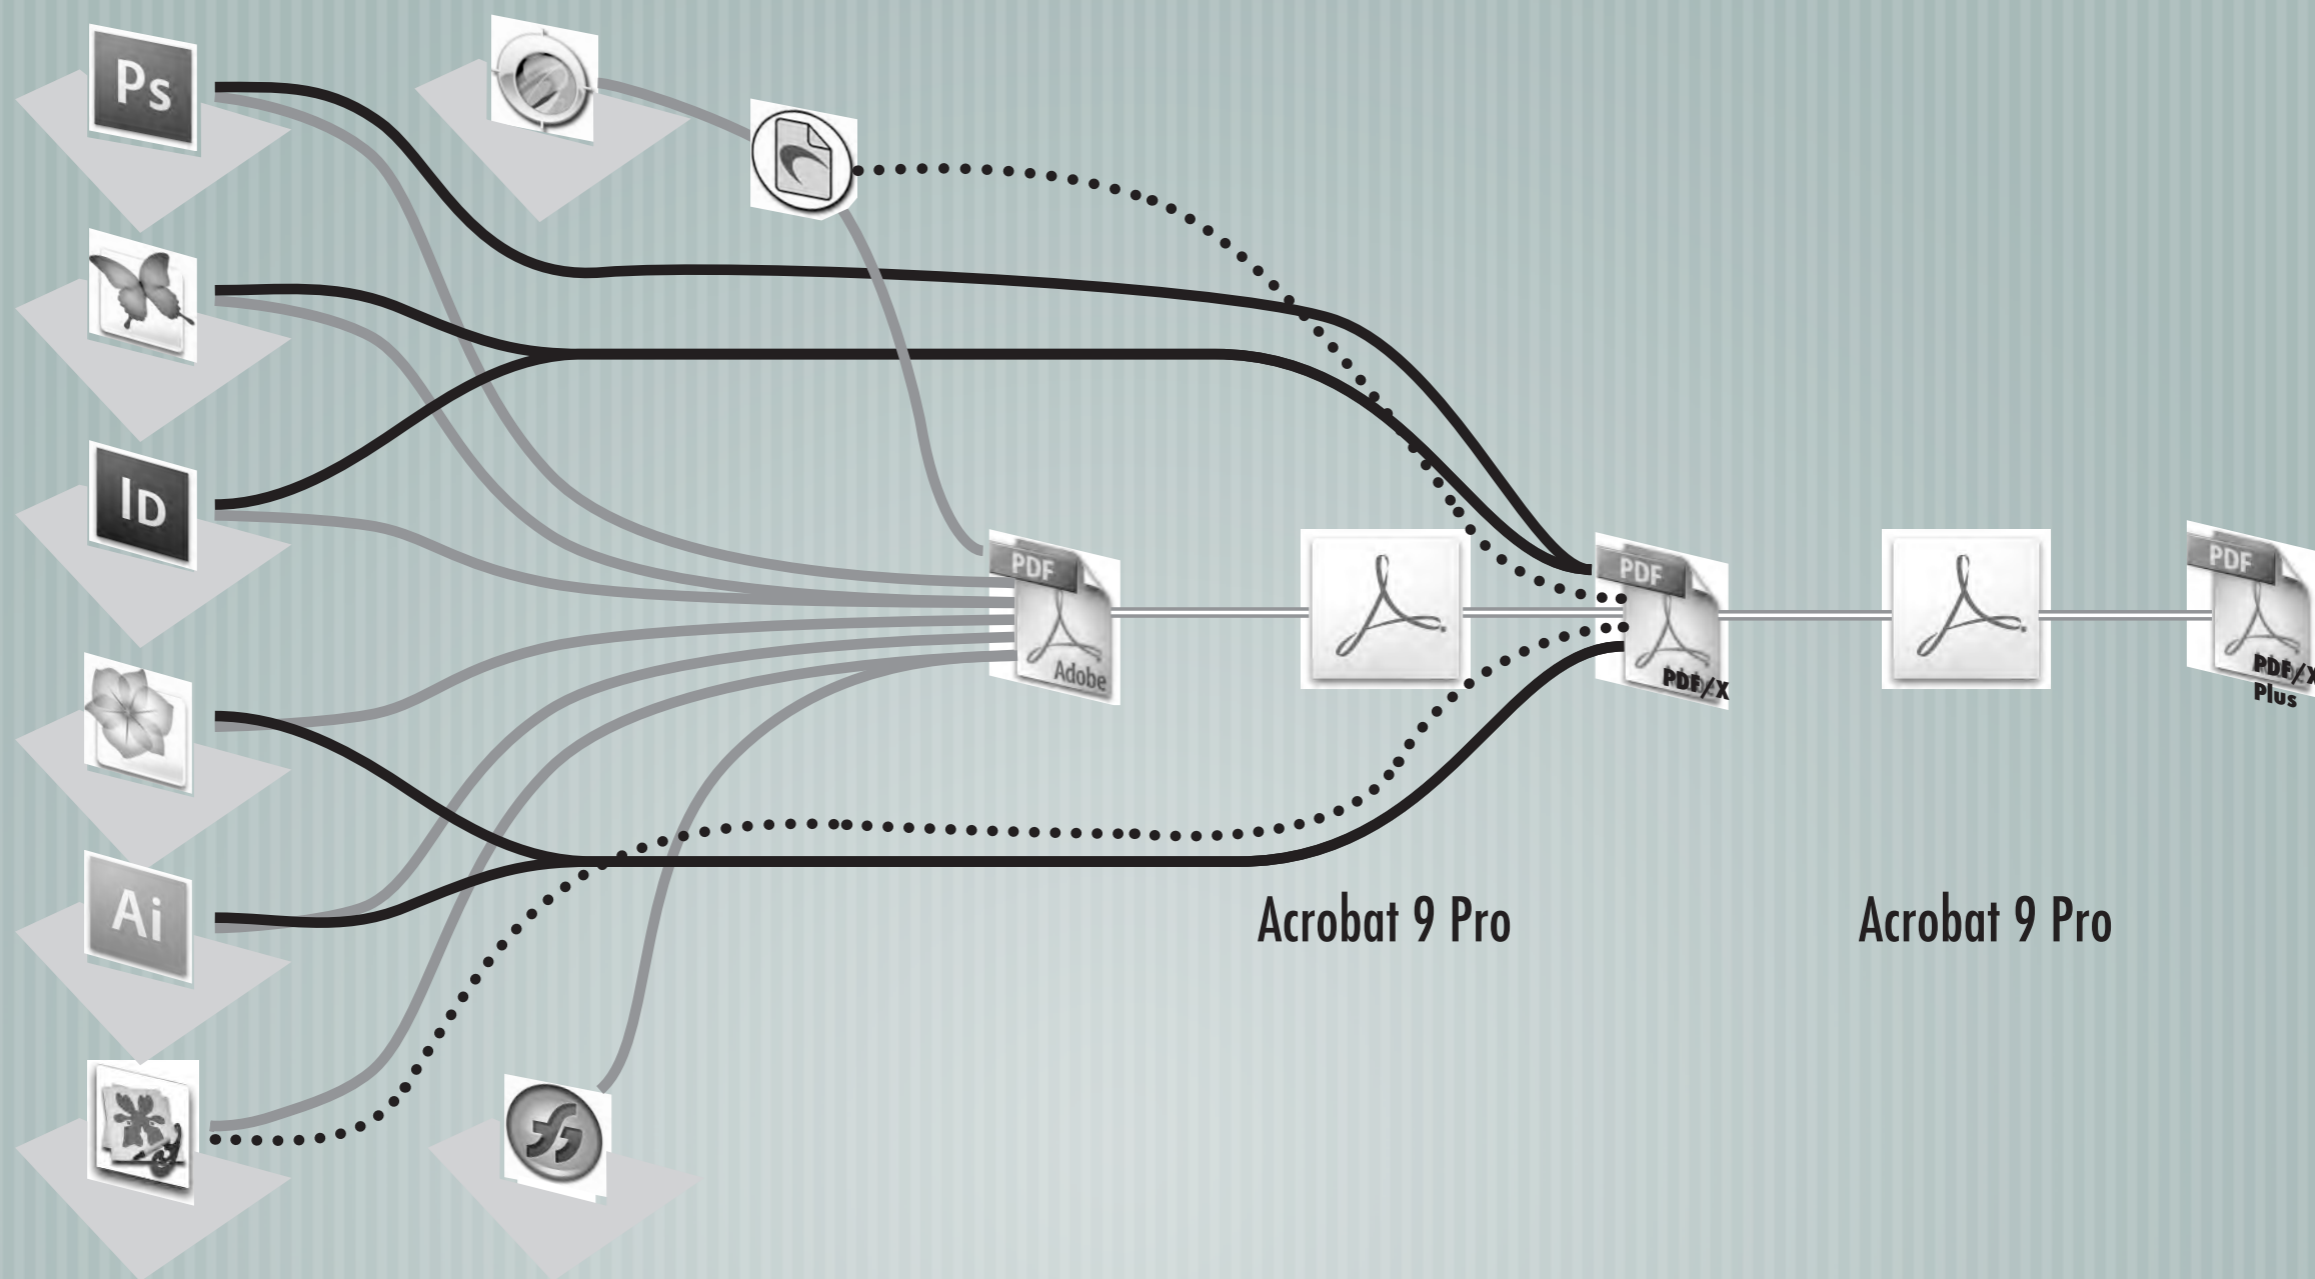 Ps
ID
PDF
Adobe
PDF
PDF/X
PDF
PDF/X
Plus
Ai
Acrobat 9 Pro
Acrobat 9 Pro